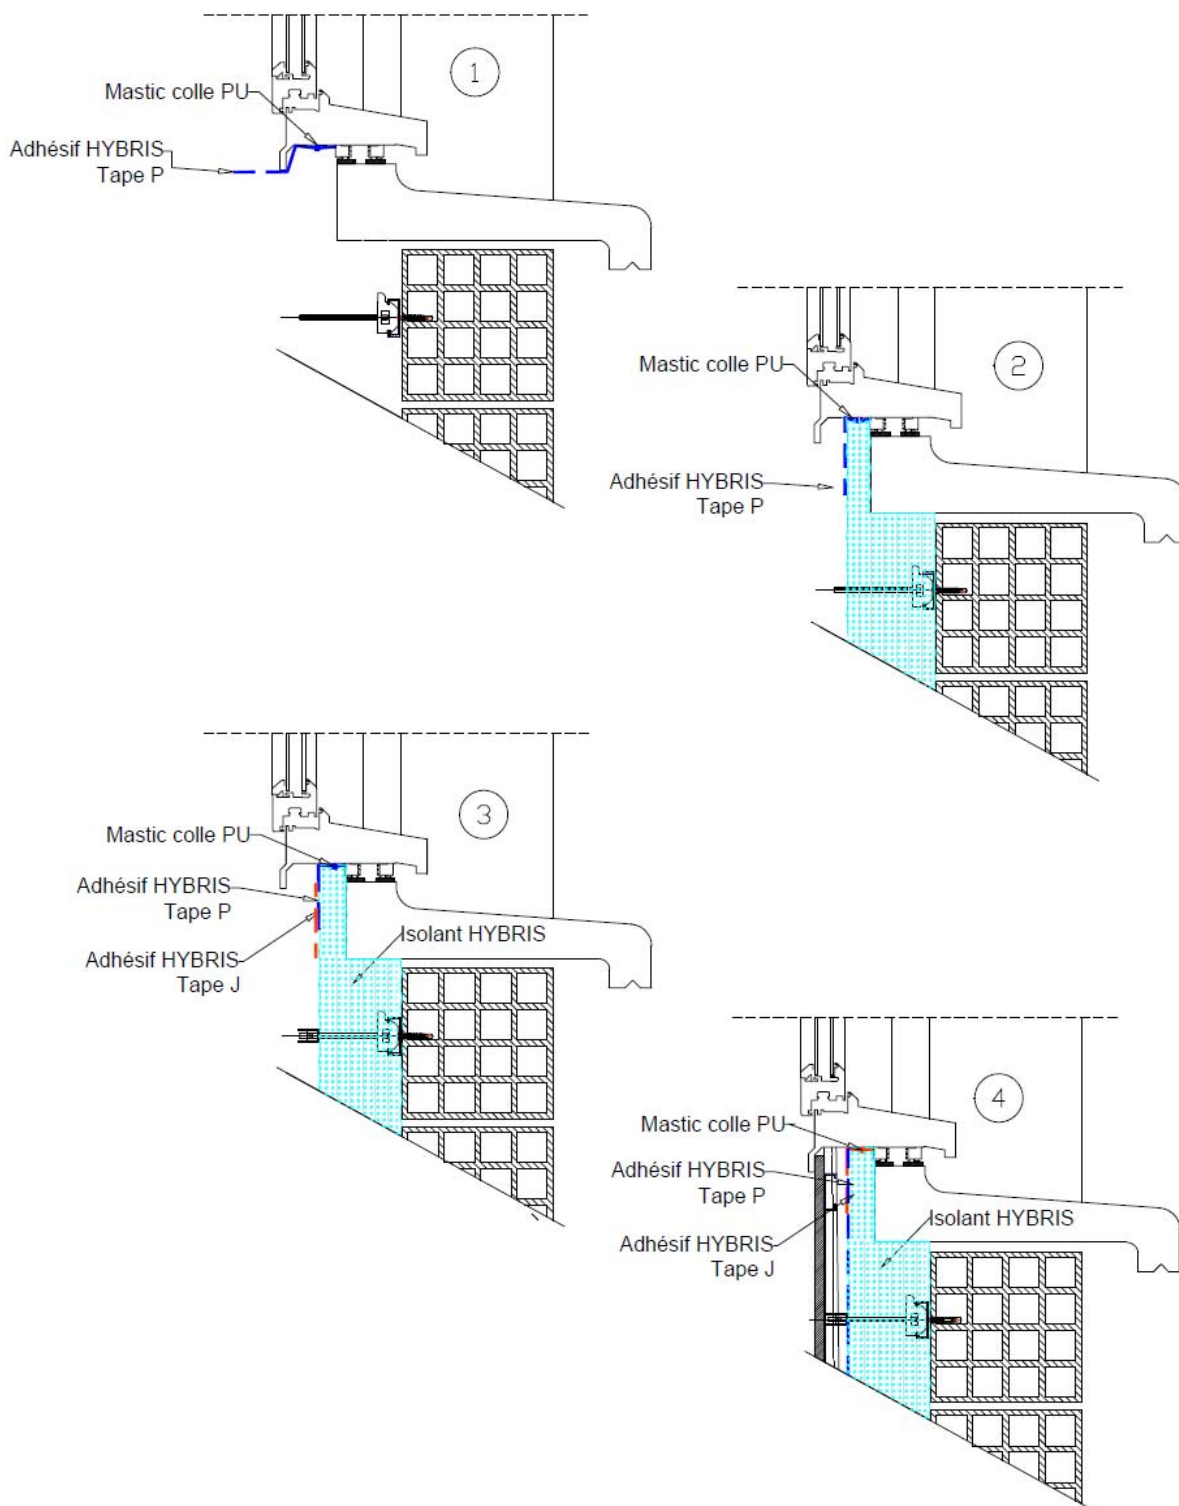 1
Mastic colle PU
Adhésif HYBRIS
Tape P
2
Mastic colle PU
Adhésif HYBRIS
Tape P
3
Mastic colle PU
Adhésif HYBRIS
Tape P
Isolant HYBRIS
Adhésif HYBRIS
Tape J
4
Mastic colle PU
Adhésif HYBRIS
Tape P
Isolant HYBRIS
Adhésif HYBRIS
Tape J